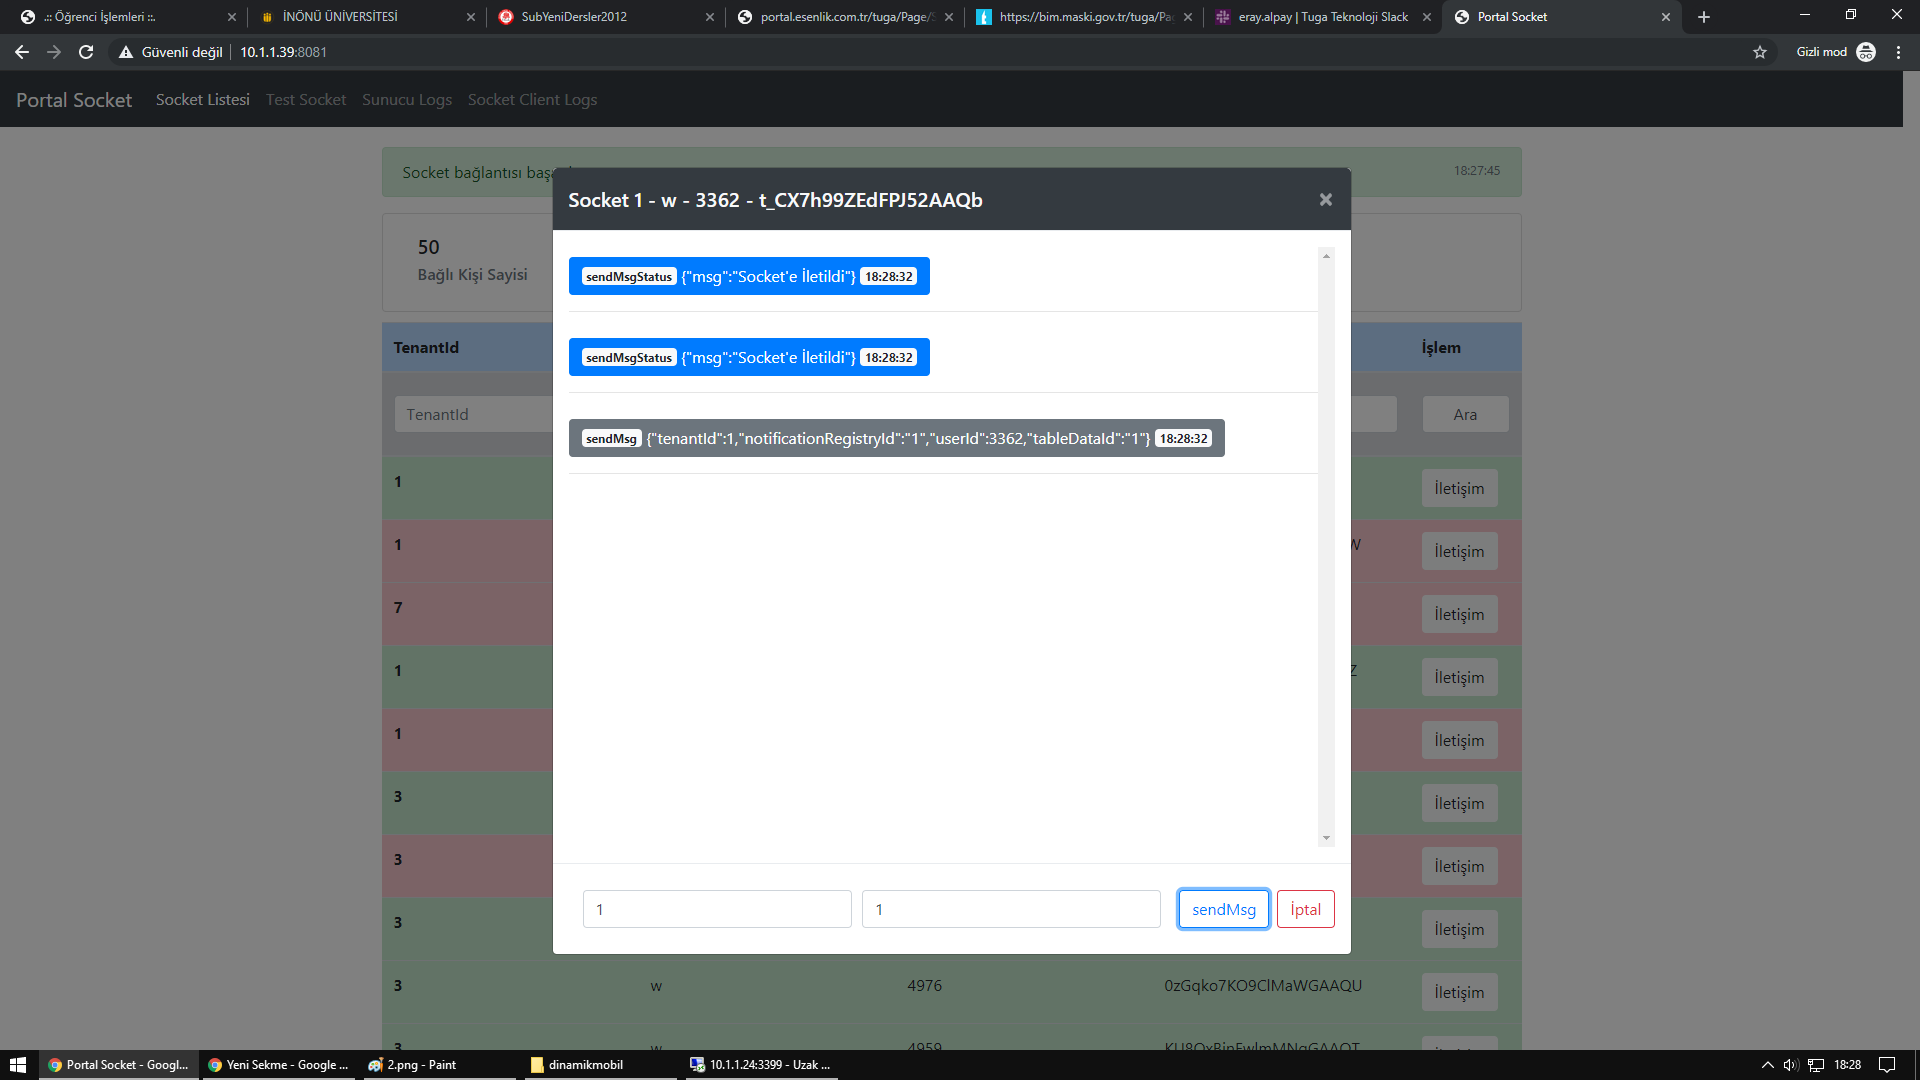 .:: Öğrenci İşlemleri ::.
İNÖNÜ ÜNİVERSİTESİ
SubYeniDersler2012
portal.esenlik.com.tr/tuga/Page/
https://bim.maski.gov.tr/tuga/Pa
eray.alpay | Tuga Teknoloji Slack
Portal Socket
Güvenli değil
10.1.1.39:8081
Gizli mod
Portal Socket
Socket Listesi
Test Socket
Sunucu Logs
Socket Client Logs
Socket bağlantısı
18:27:45
Socket 1 - w - 3362 - t_CX7h99ZEdFPJ52AAQb
×
50
Bağlı Kişi Sayisi
sendMsgStatus {"msg":"Socket'e İletildi"} 18:28:32
TenantId
İşlem
sendMsgStatus {"msg":"Socket'e İletildi"} 18:28:32
TenantId
Ara
sendMsg {"tenantId":1,"notificationRegistryId":"1","userId":3362,"tableDataId":"1"} 18:28:32
1
İletişim
1
W
İletişim
7
İletişim
1
Z
İletişim
1
İletişim
3
İletişim
3
İletişim
3
İletişim
1
1
sendMsg
İptal
3
w
4976
0zGqko7KO9ClMaWGAAQU
İletişim
3
w
4959
Portal Socket - Googl...
Yeni Sekme - Google ...
2.png - Paint
dinamikmobil
10.1.1.24:3399 - Uzak ...
18:28